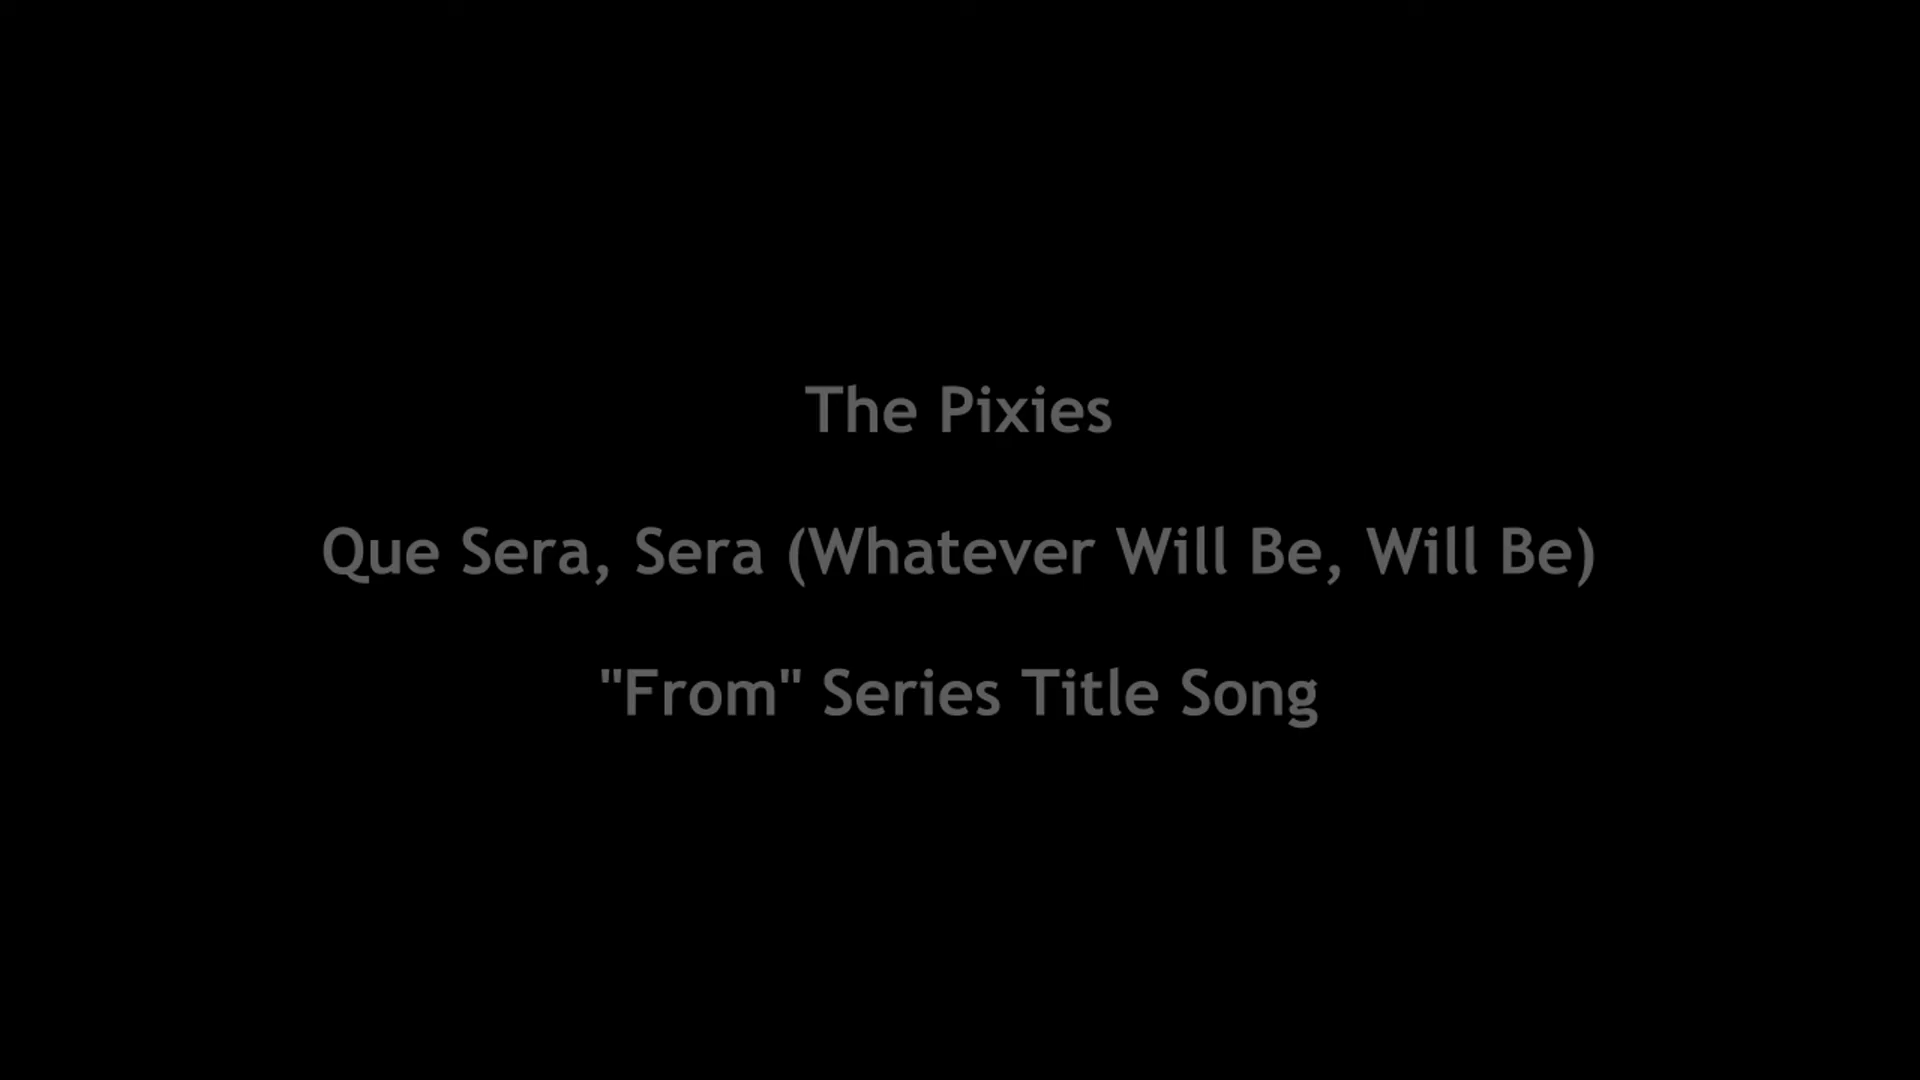 The Pixies
Que Sera, Sera (Whatever Will Be, Will Be)
"From" Series Title Song